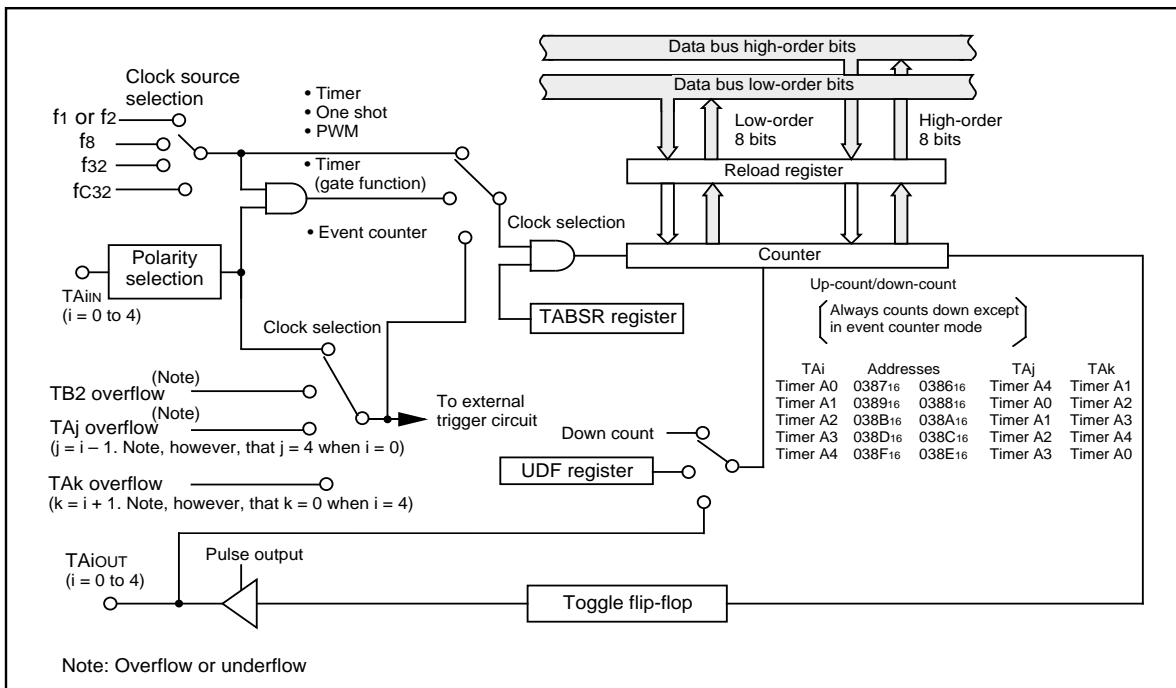 Data bus high-order bits
Data bus low-order bits
Clock source
selection
f1 or f2
f8
f32
fC32
• Timer
• One shot
• PWM
• Timer
(gate function)
• Event counter
Low-order
8 bits
High-order
8 bits
Reload register
Clock selection
Counter
Polarity
selection
TAiIN
(i = 0 to 4)
TABSR register
Up-count/down-count
Always counts down except
in event counter mode
Clock selection
TB2 overflow
(Note)
TAj overflow
(Note)
(j = i – 1. Note, however, that j = 4 when i = 0)
TAk overflow
(k = i + 1. Note, however, that k = 0 when i = 4)
To external
trigger circuit
Down count
UDF register
TAi Addresses TAj TAk
Timer A0 038716 038616 Timer A4 Timer A1
Timer A1 038916 038816 Timer A0 Timer A2
Timer A2 038B16 038A16 Timer A1 Timer A3
Timer A3 038D16 038C16 Timer A2 Timer A4
Timer A4 038F16 038E16 Timer A3 Timer A0
TAiOUT
(i = 0 to 4)
Pulse output
Toggle flip-flop
Note: Overflow or underflow